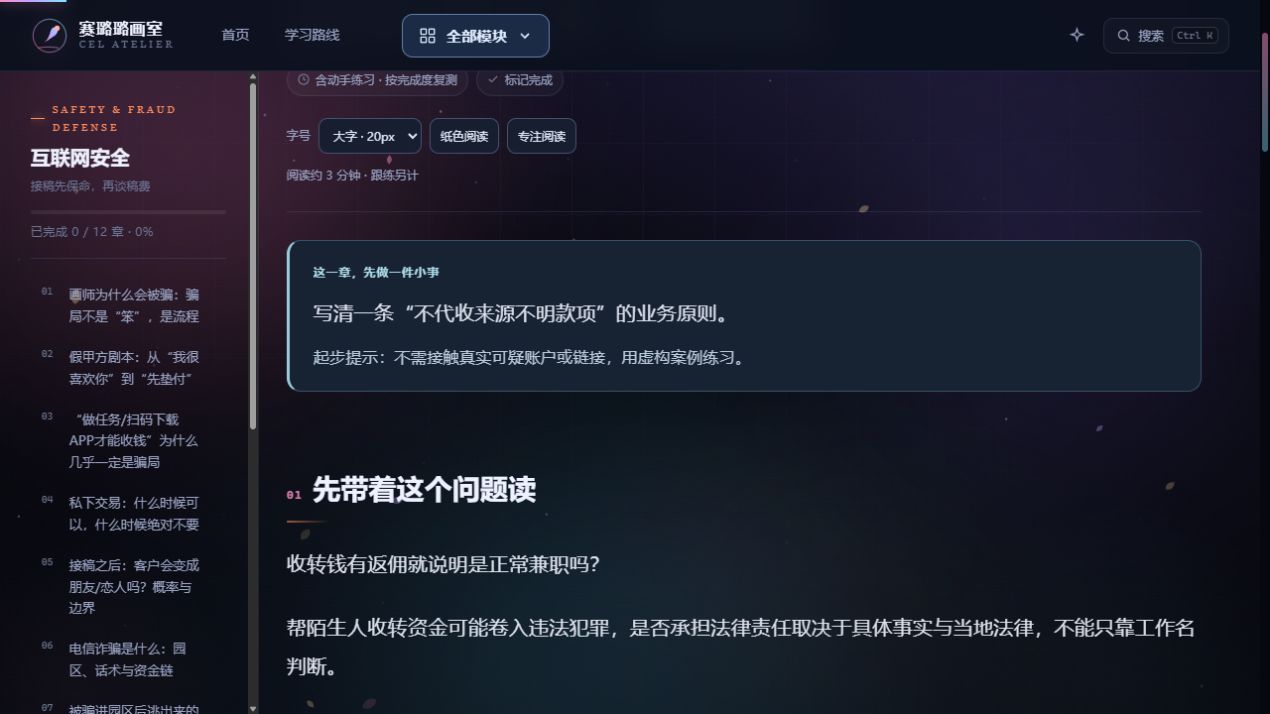 赛璐璐画室
CEL ATELIER
首页
学习路线
全部模块
搜索
Ctrl K
SAFETY & FRAUD
DEFENSE
互联网安全
接稿先保命，再谈稿费
已完成 0 / 12 章 · 0%
01
画师为什么会被骗：骗
局不是“笨”，是流程
02
假甲方剧本：从“我很
喜欢你”到“先垫付”
03
“做任务/扫码下载
APP才能收钱”为什么
几乎一定是骗局
04
私下交易：什么时候可
以，什么时候绝对不要
05
接稿之后：客户会变成
朋友/恋人吗？概率与
边界
06
电信诈骗是什么：园
区、话术与资金链
07
被骗进园区后逃出来的
含动手练习 · 按完成度复测
标记完成
字号
大字 · 20px
纸色阅读
专注阅读
阅读约 3 分钟 · 跟练另计
这一章，先做一件小事
写清一条“不代收来源不明款项”的业务原则。
起步提示：不需接触真实可疑账户或链接，用虚构案例练习。
01 先带着这个问题读
收转钱有返佣就说明是正常兼职吗？
帮陌生人收转资金可能卷入违法犯罪，是否承担法律责任取决于具体事实与当地法律，不能只靠工作名
判断。